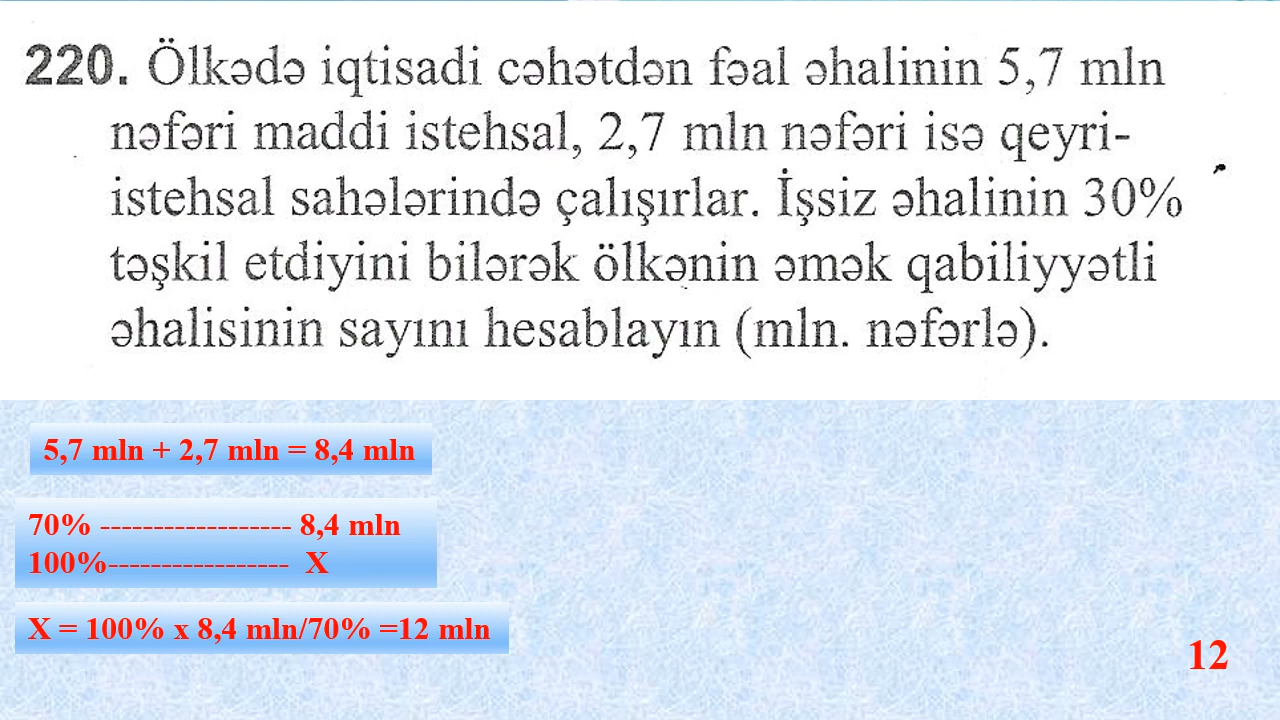 220. Ölkədə iqtisadi cəhətdən fəal əhalinin 5,7 mln
nəfəri maddi istehsal, 2,7 mln nəfəri isə qeyri-
istehsal sahələrində çalışırlar. İşsiz əhalinin 30%
təşkil etdiyini bilərək ölkənin əmək qabiliyyətli
əhalisinin sayını hesablayın (mln. nəfərlə).
5,7 mln + 2,7 mln = 8,4 mln
70% ------------------ 8,4 mln
100%----------------- X
X = 100% x 8,4 mln/70% =12 mln
12